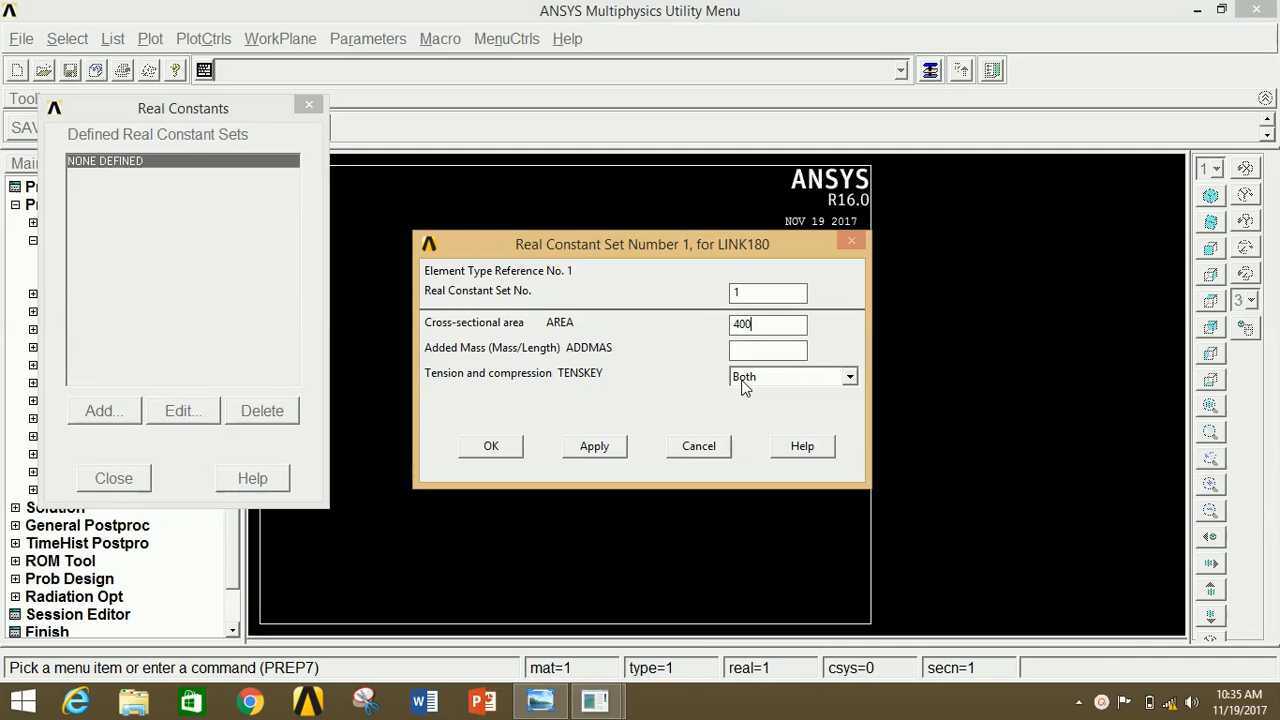 ANSYS Multiphysics Utility Menu
File Select List Plot PlotCtrls WorkPlane Parameters Macro MenuCtrls Help
Real Constants
Defined Real Constant Sets
NONE DEFINED
Add... Edit... Delete
Close Help
General Postproc
TimeHist Postpro
ROM Tool
Prob Design
Radiation Opt
Session Editor
Finish
ANSYS
R16.0
NOV 19 2017
Real Constant Set Number 1, for LINK180
Element Type Reference No. 1
Real Constant Set No. 1
Cross-sectional area AREA 400
Added Mass (Mass/Length) ADDMAS
Tension and compression TENSKEY Both
OK Apply Cancel Help
1
3
Pick a menu item or enter a command (PREP7) mat=1 type=1 real=1 csys=0 secn=1
10:35 AM
11/19/2017